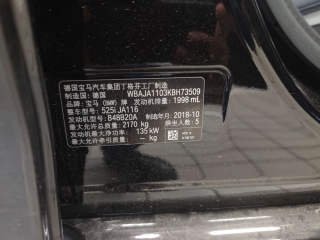 德国宝马汽车集团丁格芬工厂制造
制造国：德国 WBAJA1103KBH73509
品牌：宝马（BMW）牌 发动机排量：1998 mL
整车型号：525i JA116
发动机型号：B48B20A 制造年月：2018-10
最大允许总质量：2170 kg 乘坐人数：5
发动机最大净功率：135 kW
最大允许牵引质量：-- kg